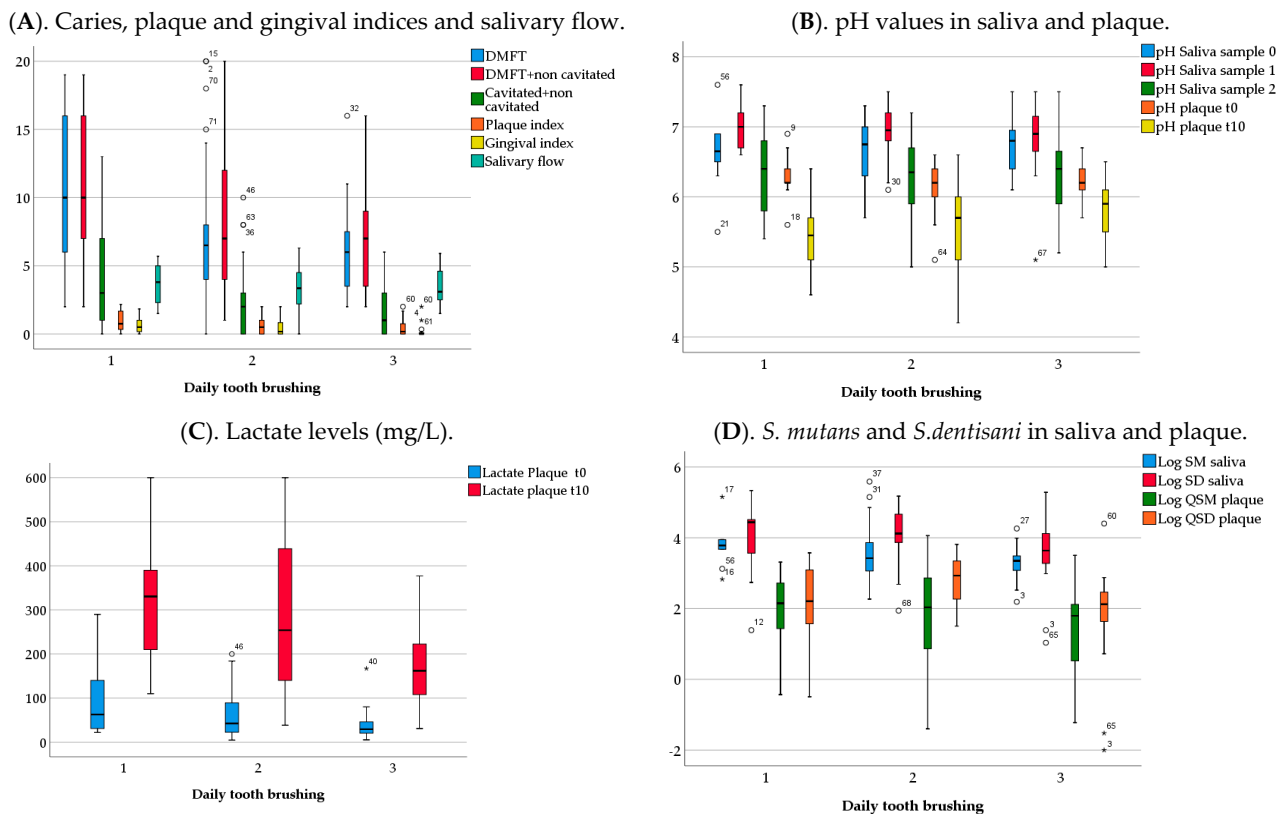 (A). Caries, plaque and gingival indices and salivary flow.
20
15
10
5
0
15
2
70
71
46
63
36
32
60
4
60
61
1
2
3
Daily tooth brushing
DMFT
DMFT+non cavitated
Cavitated+non
cavitated
Plaque index
Gingival index
Salivary flow
(B). pH values in saliva and plaque.
8
7
6
5
4
56
21
9
18
30
64
67
1
2
3
Daily tooth brushing
pH Saliva sample 0
pH Saliva sample 1
pH Saliva sample 2
pH plaque t0
pH plaque t10
(C). Lactate levels (mg/L).
600
500
400
300
200
100
0
46
40
1
2
3
Daily tooth brushing
Lactate Plaque t0
Lactate plaque t10
(D). S. mutans and S.dentisani in saliva and plaque.
6
4
2
0
-2
17
56
16
12
37
31
68
27
3
3
65
60
65
3
1
2
3
Daily tooth brushing
Log SM saliva
Log SD saliva
Log QSM plaque
Log QSD plaque